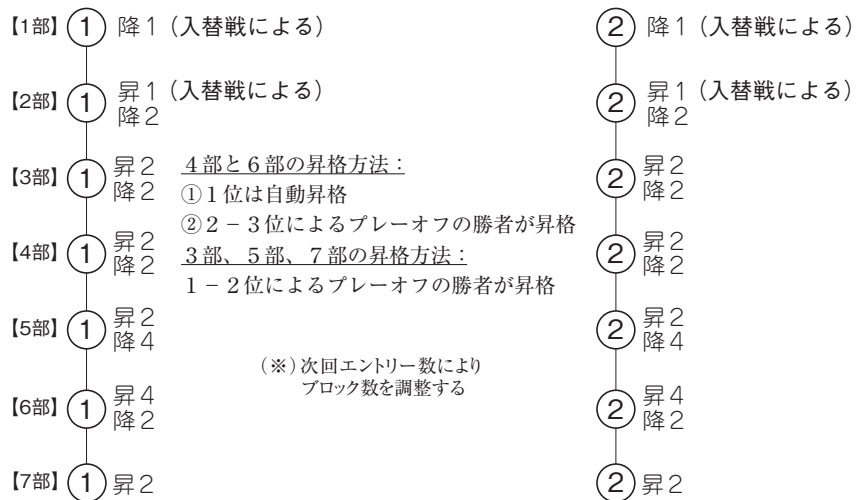 【1部】 1 降1（入替戦による） 2 降1（入替戦による）
【2部】 1 昇1（入替戦による） 2 昇1（入替戦による）
降2 降2
【3部】 1 昇2 2 昇2
降2 降2
４部と６部の昇格方法：
①１位は自動昇格
②２－３位によるプレーオフの勝者が昇格
【4部】 1 昇2 2 昇2
降2 降2
３部、５部、７部の昇格方法：
１－２位によるプレーオフの勝者が昇格
【5部】 1 昇2 2 昇2
降4 降4
（※）次回エントリー数により
ブロック数を調整する
【6部】 1 昇4 2 昇4
降2 降2
【7部】 1 昇2 2 昇2